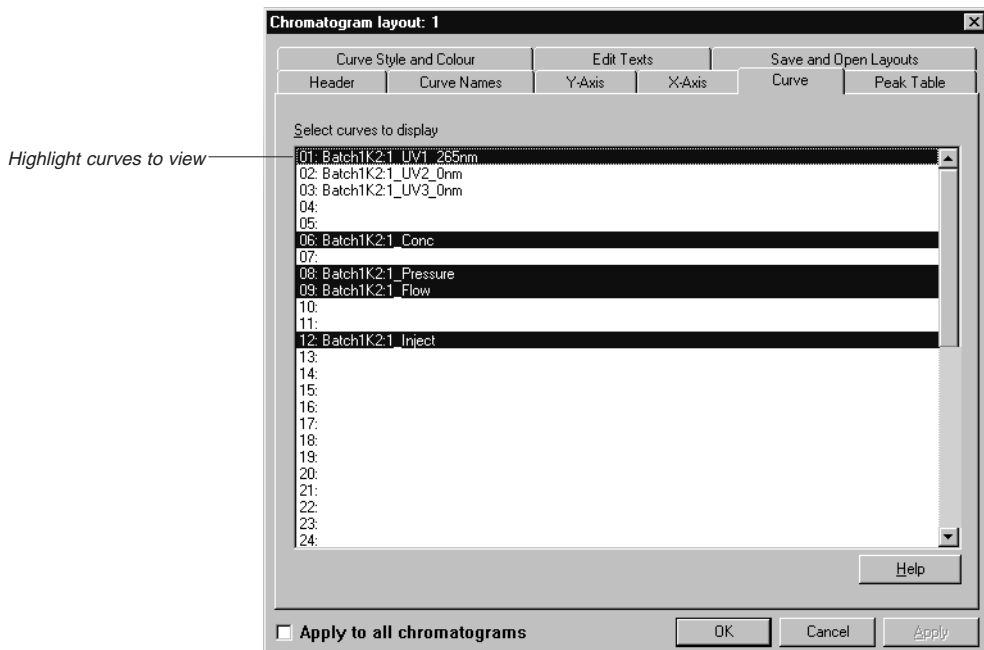 Chromatogram layout: 1
Curve Style and Colour Edit Texts Save and Open Layouts
Header Curve Names Y-Axis X-Axis Curve Peak Table
Select curves to display
Highlight curves to view
01: Batch1K2:1_UV1_265nm
02: Batch1K2:1_UV2_0nm
03: Batch1K2:1_UV3_0nm
04:
05:
06: Batch1K2:1_Conc
07:
08: Batch1K2:1_Pressure
09: Batch1K2:1_Flow
10:
11:
12: Batch1K2:1_Inject
13:
14:
15:
16:
17:
18:
19:
20:
21:
22:
23:
24:
Help
Apply to all chromatograms OK Cancel Apply